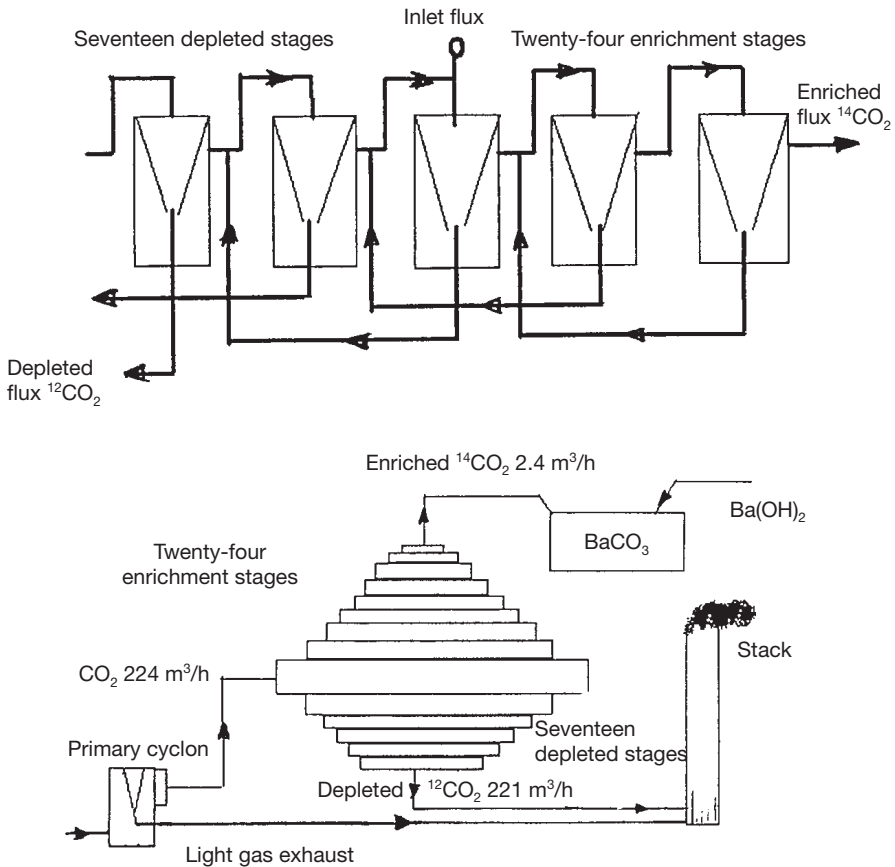 Inlet flux
Seventeen depleted stages
Twenty-four enrichment stages
Enriched
flux ¹⁴CO₂
Depleted
flux ¹²CO₂
Enriched ¹⁴CO₂ 2.4 m³/h
Ba(OH)₂
BaCO₃
Twenty-four
enrichment stages
Stack
CO₂ 224 m³/h
Seventeen
depleted stages
Primary cyclon
Depleted ¹²CO₂ 221 m³/h
Light gas exhaust